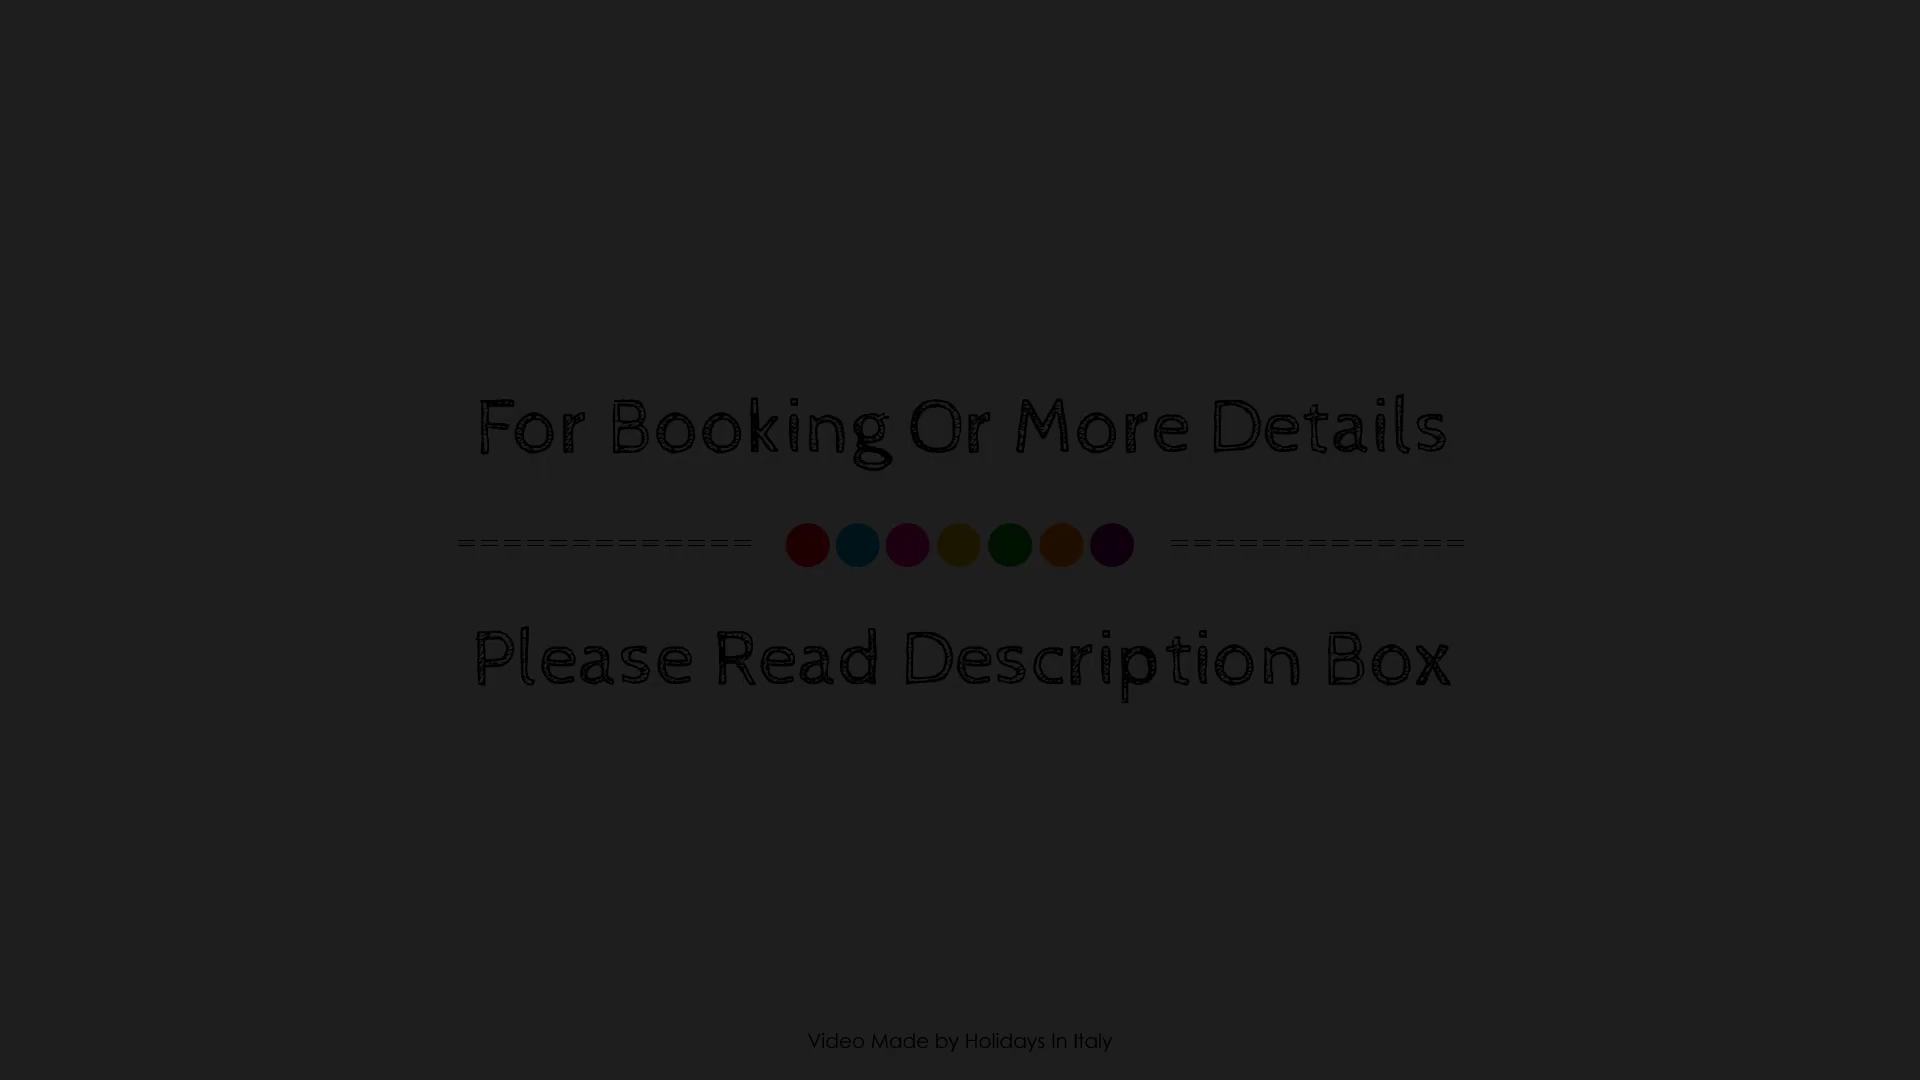 For Booking Or More Details
============= =============
Please Read Description Box
Video Made by Holidays In Italy